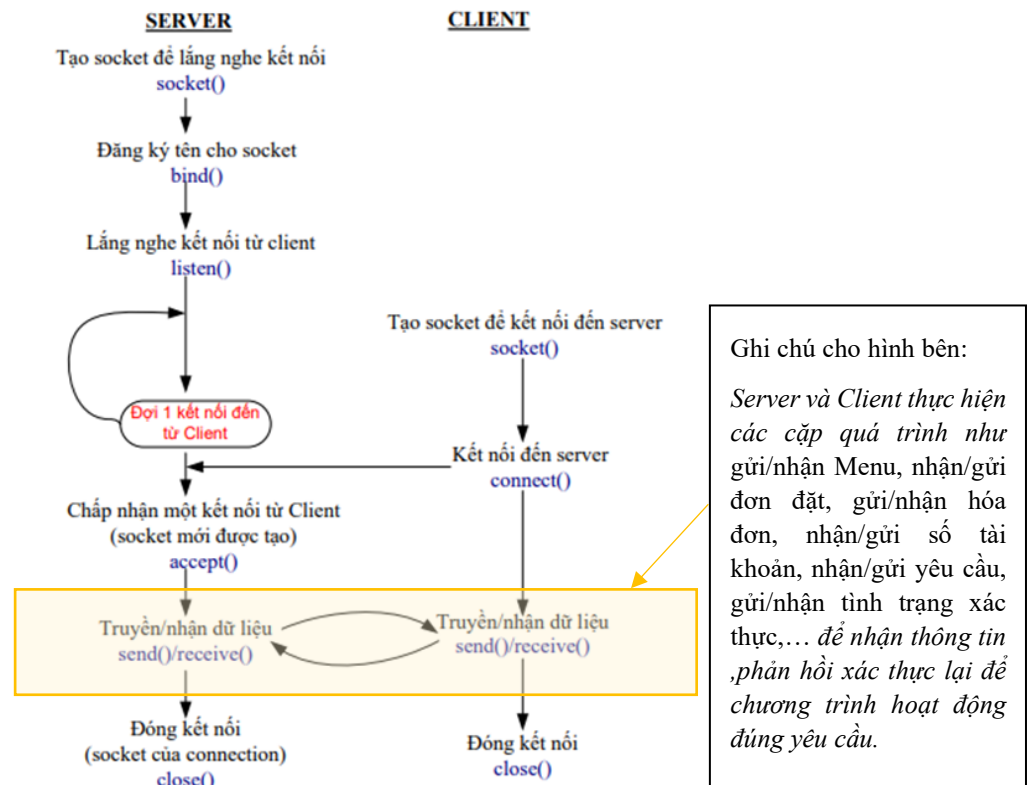 SERVER
Tạo socket để lắng nghe kết nối
socket()
Đăng ký tên cho socket
bind()
Lắng nghe kết nối từ client
listen()
Đợi 1 kết nối đến
từ Client
Chấp nhận một kết nối từ Client
(socket mới được tạo)
accept()
Truyền/nhận dữ liệu
send()/receive()
Đóng kết nối
(socket của connection)
close()
CLIENT
Tạo socket để kết nối đến server
socket()
Kết nối đến server
connect()
Truyền/nhận dữ liệu
send()/receive()
Đóng kết nối
close()
Ghi chú cho hình bên:
Server và Client thực hiện
các cặp quá trình như
gửi/nhận Menu, nhận/gửi
đơn đặt, gửi/nhận hóa
đơn, nhận/gửi số tài
khoản, nhận/gửi yêu cầu,
gửi/nhận tình trạng xác
thực,… để nhận thông tin
,phản hồi xác thực lại để
chương trình hoạt động
đúng yêu cầu.